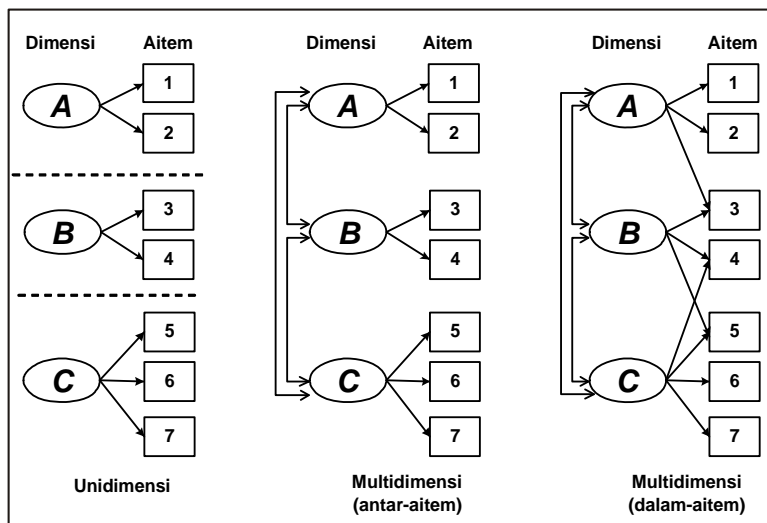 Dimensi Aitem
A
1
2
B
3
4
C
5
6
7
Unidimensi
Dimensi Aitem
A
1
2
B
3
4
C
5
6
7
Multidimensi
(antar-aitem)
Dimensi Aitem
A
1
2
B
3
4
C
5
6
7
Multidimensi
(dalam-aitem)